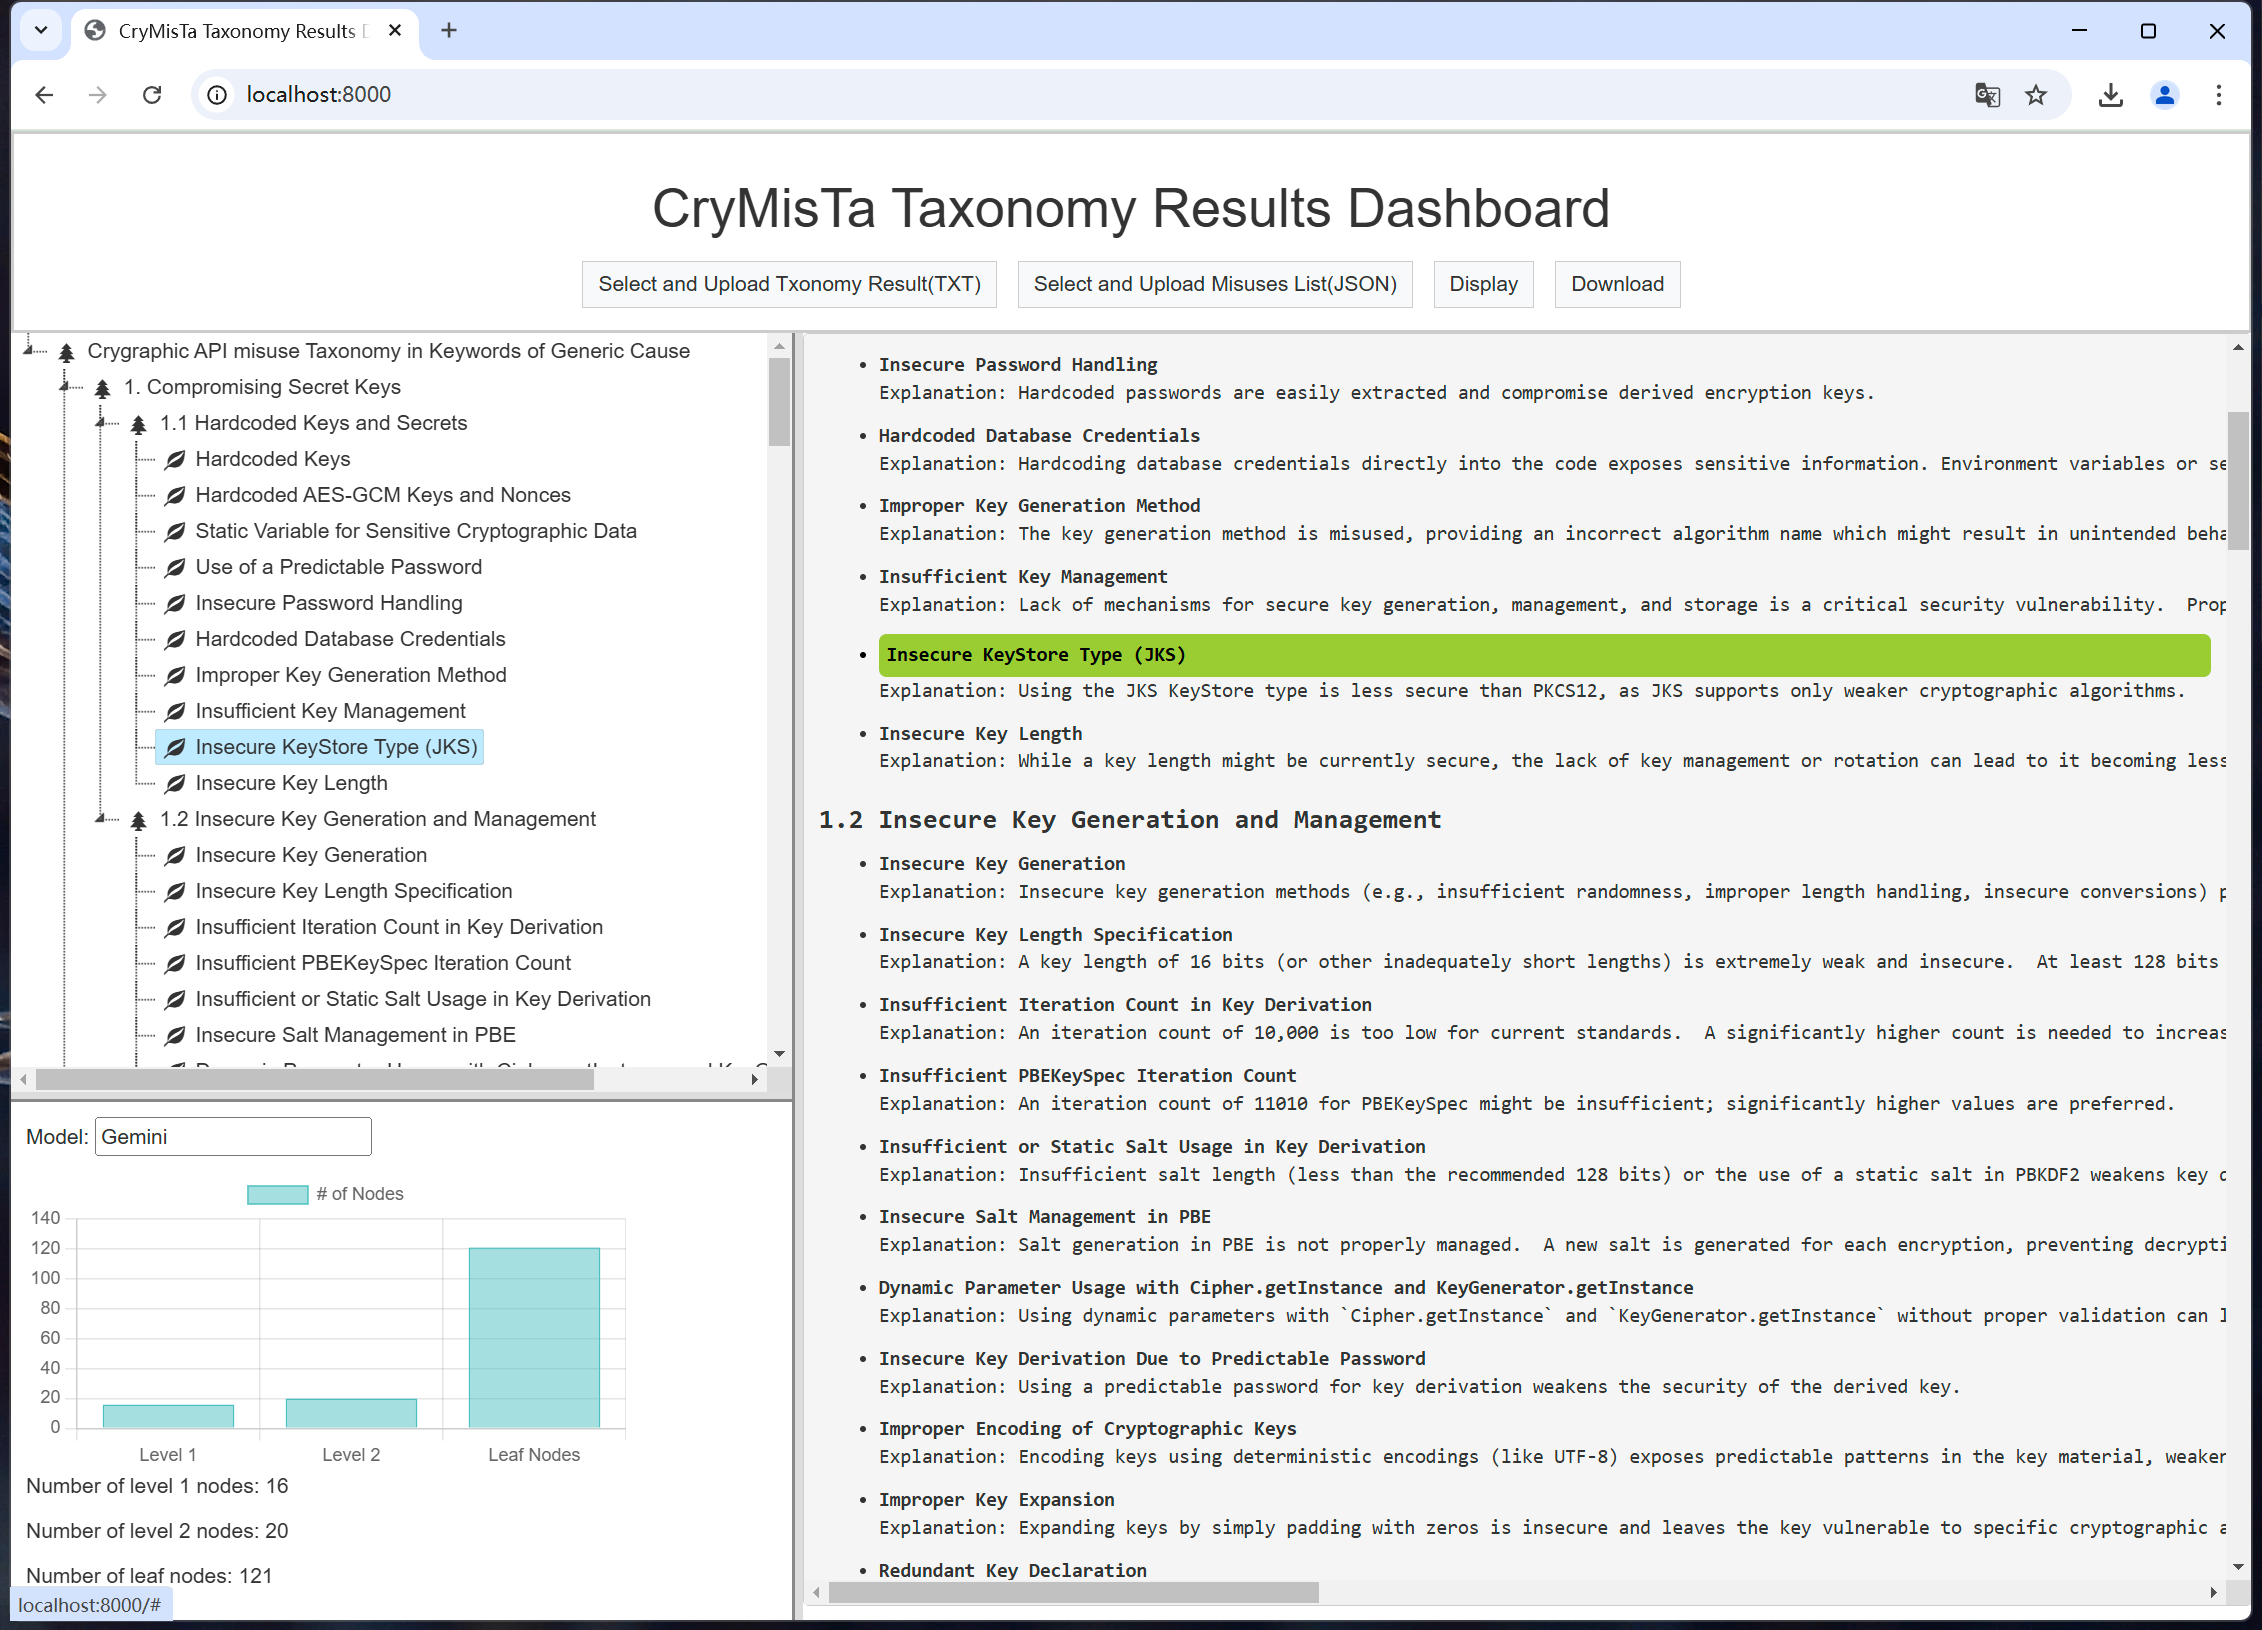 CryMisTa Taxonomy Results
localhost:8000
CryMisTa Taxonomy Results Dashboard
Select and Upload Txonomy Result(TXT)
Select and Upload Misuses List(JSON)
Display
Download
Crygraphic API misuse Taxonomy in Keywords of Generic Cause
1. Compromising Secret Keys
1.1 Hardcoded Keys and Secrets
Hardcoded Keys
Hardcoded AES-GCM Keys and Nonces
Static Variable for Sensitive Cryptographic Data
Use of a Predictable Password
Insecure Password Handling
Hardcoded Database Credentials
Improper Key Generation Method
Insufficient Key Management
Insecure KeyStore Type (JKS)
Insecure Key Length
1.2 Insecure Key Generation and Management
Insecure Key Generation
Insecure Key Length Specification
Insufficient Iteration Count in Key Derivation
Insufficient PBEKeySpec Iteration Count
Insufficient or Static Salt Usage in Key Derivation
Insecure Salt Management in PBE
Model: Gemini
# of Nodes
140
120
100
80
60
40
20
0
Level 1
Level 2
Leaf Nodes
Number of level 1 nodes: 16
Number of level 2 nodes: 20
Number of leaf nodes: 121
localhost:8000/#
• Insecure Password Handling
Explanation: Hardcoded passwords are easily extracted and compromise derived encryption keys.
• Hardcoded Database Credentials
Explanation: Hardcoding database credentials directly into the code exposes sensitive information. Environment variables or se
• Improper Key Generation Method
Explanation: The key generation method is misused, providing an incorrect algorithm name which might result in unintended beha
• Insufficient Key Management
Explanation: Lack of mechanisms for secure key generation, management, and storage is a critical security vulnerability.  Prop
• Insecure KeyStore Type (JKS)
Explanation: Using the JKS KeyStore type is less secure than PKCS12, as JKS supports only weaker cryptographic algorithms.
• Insecure Key Length
Explanation: While a key length might be currently secure, the lack of key management or rotation can lead to it becoming less
1.2 Insecure Key Generation and Management
• Insecure Key Generation
Explanation: Insecure key generation methods (e.g., insufficient randomness, improper length handling, insecure conversions) p
• Insecure Key Length Specification
Explanation: A key length of 16 bits (or other inadequately short lengths) is extremely weak and insecure.  At least 128 bits
• Insufficient Iteration Count in Key Derivation
Explanation: An iteration count of 10,000 is too low for current standards.  A significantly higher count is needed to increas
• Insufficient PBEKeySpec Iteration Count
Explanation: An iteration count of 11010 for PBEKeySpec might be insufficient; significantly higher values are preferred.
• Insufficient or Static Salt Usage in Key Derivation
Explanation: Insufficient salt length (less than the recommended 128 bits) or the use of a static salt in PBKDF2 weakens key d
• Insecure Salt Management in PBE
Explanation: Salt generation in PBE is not properly managed.  A new salt is generated for each encryption, preventing decrypti
• Dynamic Parameter Usage with Cipher.getInstance and KeyGenerator.getInstance
Explanation: Using dynamic parameters with `Cipher.getInstance` and `KeyGenerator.getInstance` without proper validation can l
• Insecure Key Derivation Due to Predictable Password
Explanation: Using a predictable password for key derivation weakens the security of the derived key.
• Improper Encoding of Cryptographic Keys
Explanation: Encoding keys using deterministic encodings (like UTF-8) exposes predictable patterns in the key material, weaken
• Improper Key Expansion
Explanation: Expanding keys by simply padding with zeros is insecure and leaves the key vulnerable to specific cryptographic a
• Redundant Key Declaration